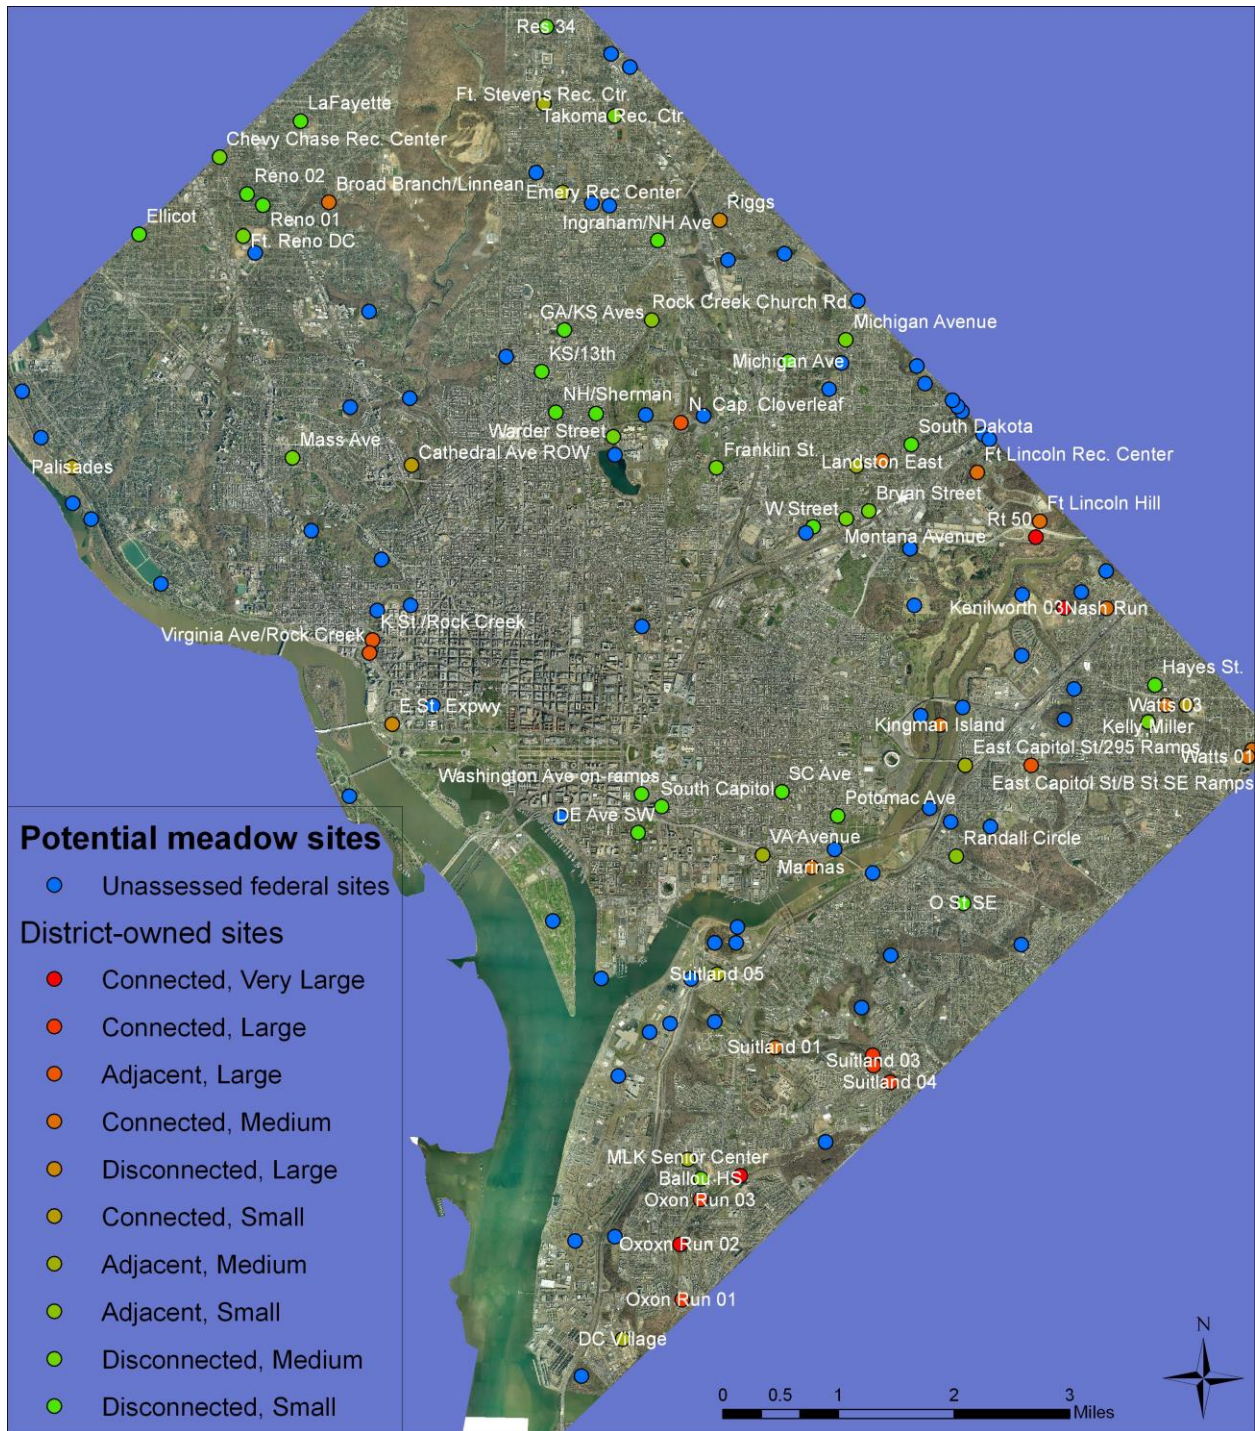 Res 34
Ft. Stevens Rec. Ctr.
Takoma Rec. Ctr.
LaFayette
Chevy Chase Rec. Center
Reno 02
Broad Branch/Linnean
Emery Rec Center
Reno 01
Ellicot
Ingraham/NH Ave
Riggs
Ft. Reno DC
Rock Creek Church Rd.
GA/KS Aves
Michigan Avenue
KS/13th
Michigan Ave
NH/Sherman
N. Cap. Cloverleaf
Warder Street
South Dakota
Mass Ave
Cathedral Ave ROW
Franklin St.
Landston East
Ft Lincoln Rec. Center
Palisades
Bryan Street
W Street
Ft Lincoln Hill
Rt 50
Montana Avenue
Kenilworth 03
Nash Run
K St./Rock Creek
Virginia Ave/Rock Creek
Hayes St.
E St. Expwy
Watts 03
Kingman Island
Kelly Miller
East Capitol St/295 Ramps
Watts 01
Washington Ave on-ramps
South Capitol
SC Ave
East Capitol St/B St SE Ramps
DE Ave SW
Potomac Ave
VA Avenue
Randall Circle
Marinas
O St SE
Suitland 05
Suitland 01
Suitland 03
Suitland 04
MLK Senior Center
Ballou HS
Oxon Run 03
Oxoxn Run 02
Oxon Run 01
DC Village
Potential meadow sites
Unassessed federal sites
District-owned sites
Connected, Very Large
Connected, Large
Adjacent, Large
Connected, Medium
Disconnected, Large
Connected, Small
Adjacent, Medium
Adjacent, Small
Disconnected, Medium
Disconnected, Small
N
0 0.5 1 2 3
Miles